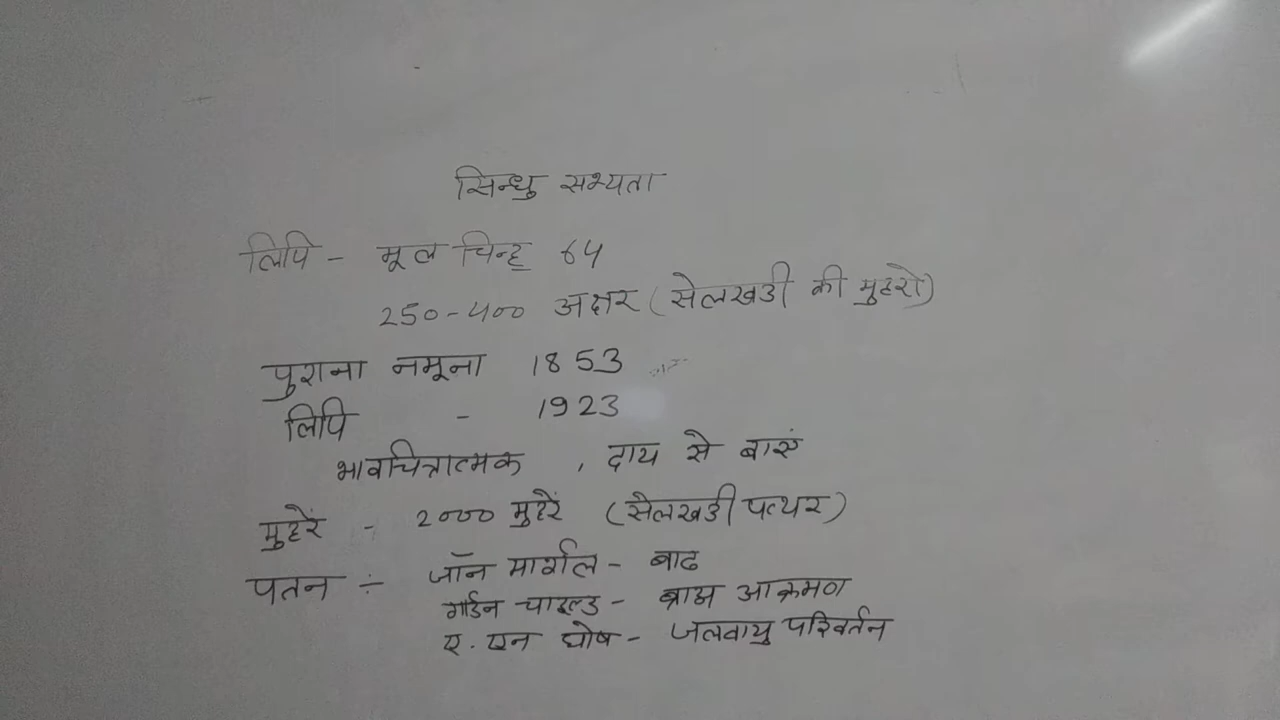 सिन्धु सभ्यता
लिपि - मूल चिन्ह 64
250-400 अक्षर (सेलखडी की मुहरो)
पुराना नमूना 1853
लिपि - 1923
भावचित्रात्मक , दाय से बाएं
मुहरें - 2000 मुहरें (सेलखडी पत्थर)
पतन ÷ जॉन मार्शल - बाढ
गार्डन चाइल्ड - ब्राह्म आक्रमण
ए. एन घोष - जलवायु परिवर्तन